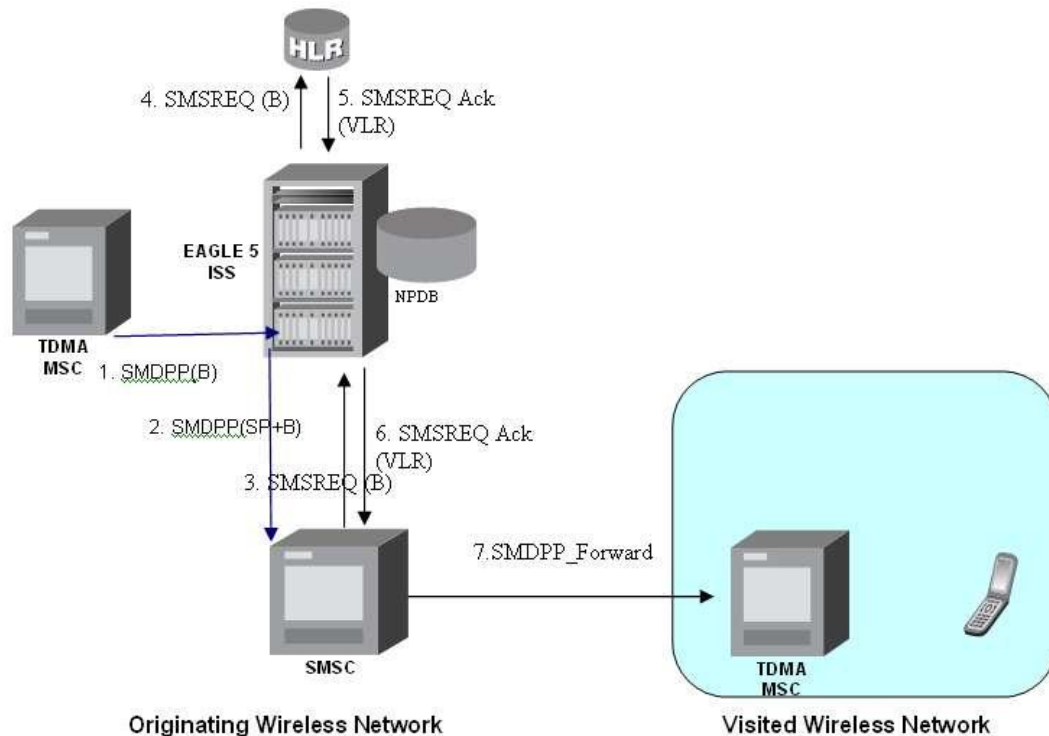 HLR
4. SMSREQ (B)
5. SMSREQ Ack
(VLR)
EAGLE 5
ISS
NPDB
TDMA
MSC
1. SMDPP(B)
2. SMDPP(SP+B)
6. SMSREQ Ack
(VLR)
3. SMSREQ (B)
7.SMDPP_Forward
SMSC
TDMA
MSC
Originating Wireless Network
Visited Wireless Network